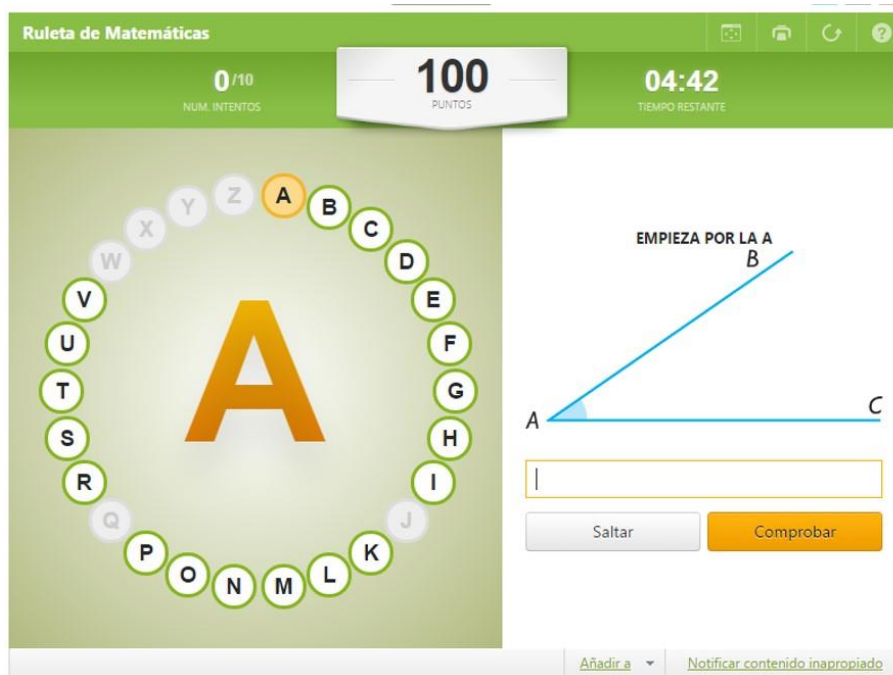 Ruleta de Matemáticas
?
0/10
NUM. INTENTOS
100
PUNTOS
04:42
TIEMPO RESTANTE
A
B
C
D
E
F
G
H
I
J
K
L
M
N
O
P
Q
R
S
T
U
V
W
X
Y
Z
A
EMPIEZA POR LA A
B
A
C
Saltar
Comprobar
Añadir a
Notificar contenido inapropiado